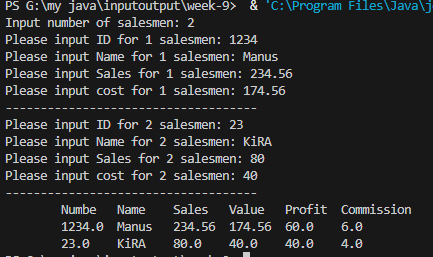 PS G:\my java\inputoutput\week-9>  & 'C:\Program Files\Java\j
Input number of salesmen: 2
Please input ID for 1 salesmen: 1234
Please input Name for 1 salesmen: Manus
Please input Sales for 1 salesmen: 234.56
Please input cost for 1 salesmen: 174.56
------------------------------------
Please input ID for 2 salesmen: 23
Please input Name for 2 salesmen: KiRA
Please input Sales for 2 salesmen: 80
Please input cost for 2 salesmen: 40
------------------------------------
Numbe Name Sales Value Profit Commission
1234.0 Manus 234.56 174.56 60.0 6.0
23.0 KiRA 80.0 40.0 40.0 4.0